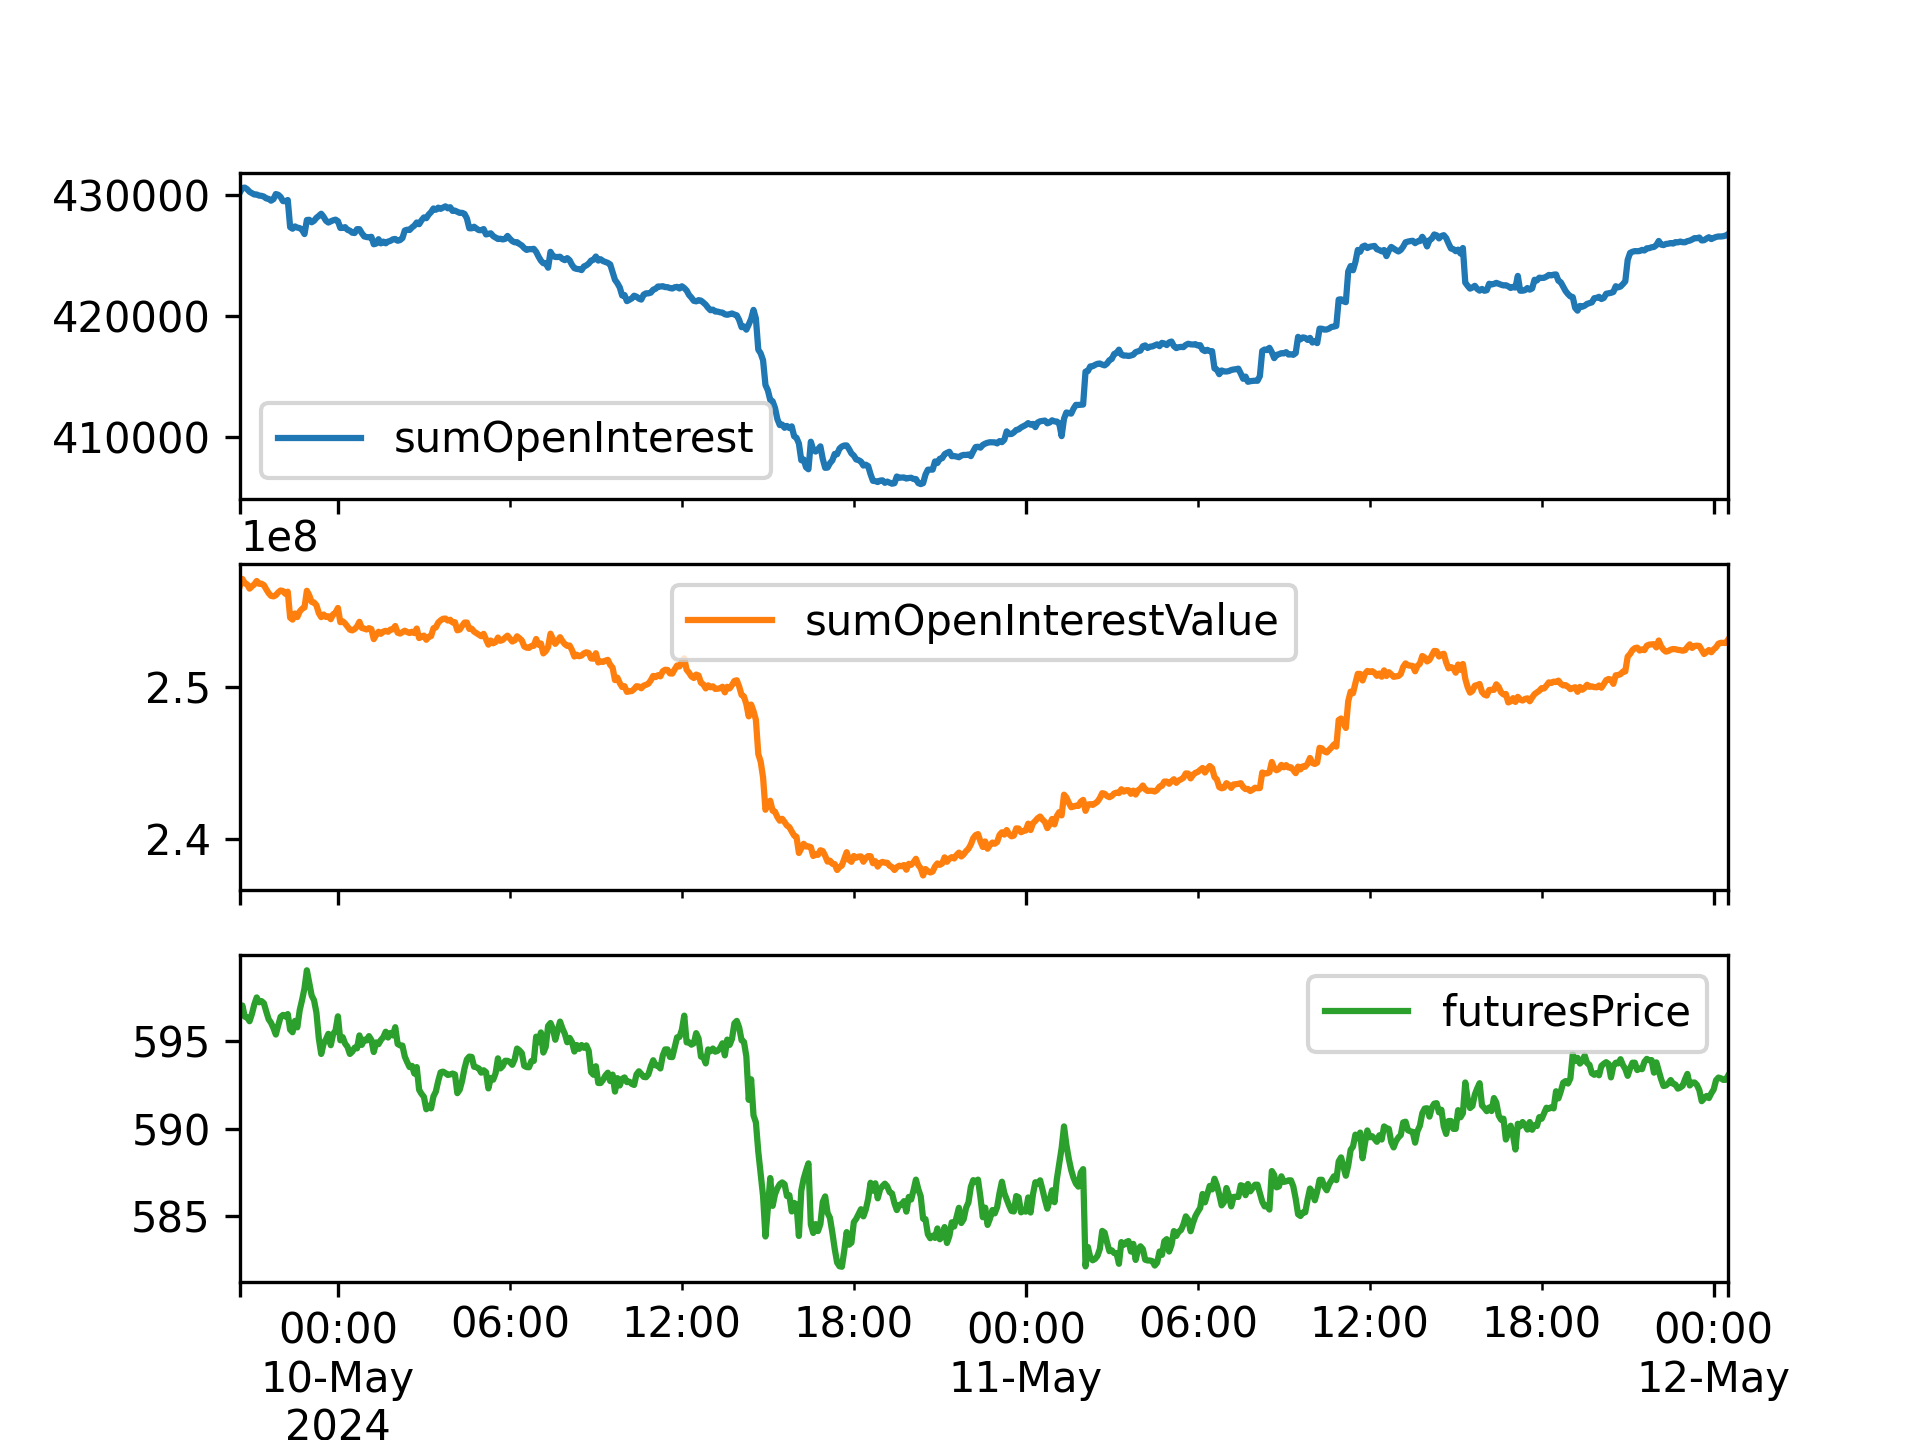 430000
420000
410000
sumOpenInterest
1e8
sumOpenInterestValue
2.5
2.4
futuresPrice
595
590
585
00:00 06:00 12:00 18:00 00:00 06:00 12:00 18:00 00:00
10-May 11-May 12-May
2024